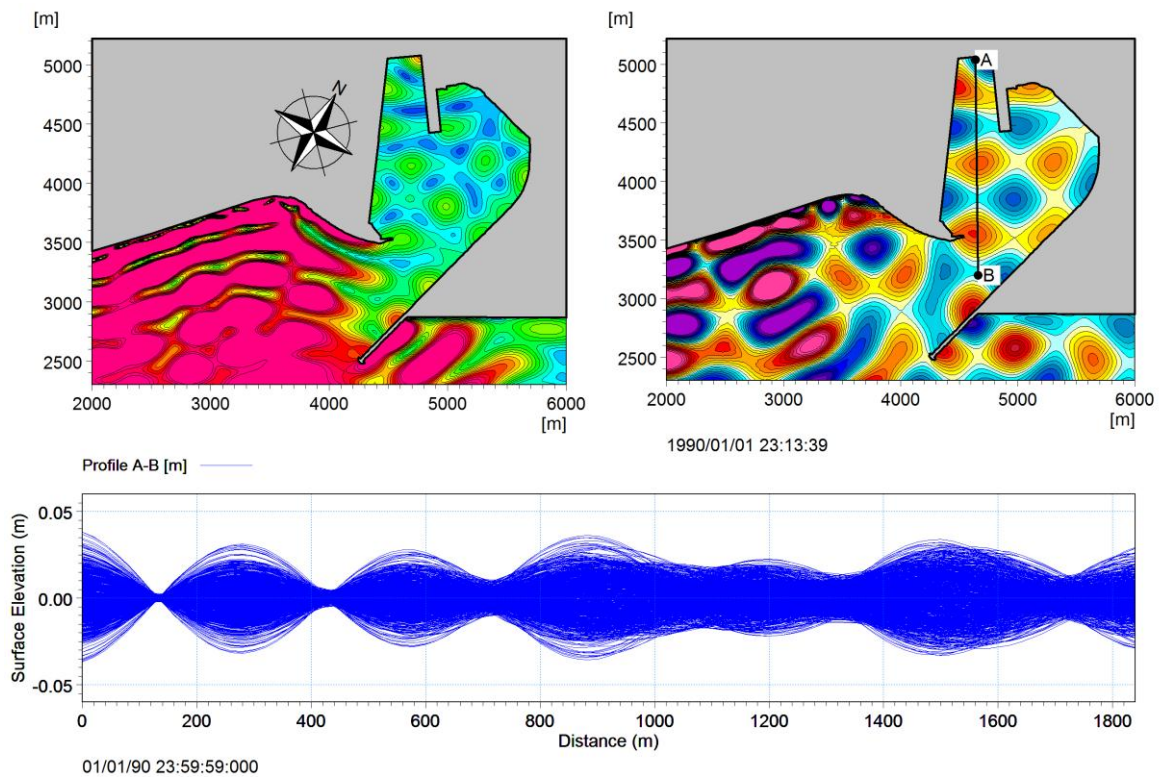 [m]
5000
4500
4000
3500
3000
2500
N
2000 3000 4000 5000 6000
[m]
[m]
5000
4500
4000
3500
3000
2500
A
B
2000 3000 4000 5000 6000
[m]
1990/01/01 23:13:39
Profile A-B [m]
Surface Elevation (m)
0.05
0.00
-0.05
0 200 400 600 800 1000 1200 1400 1600 1800
Distance (m)
01/01/90 23:59:59:000